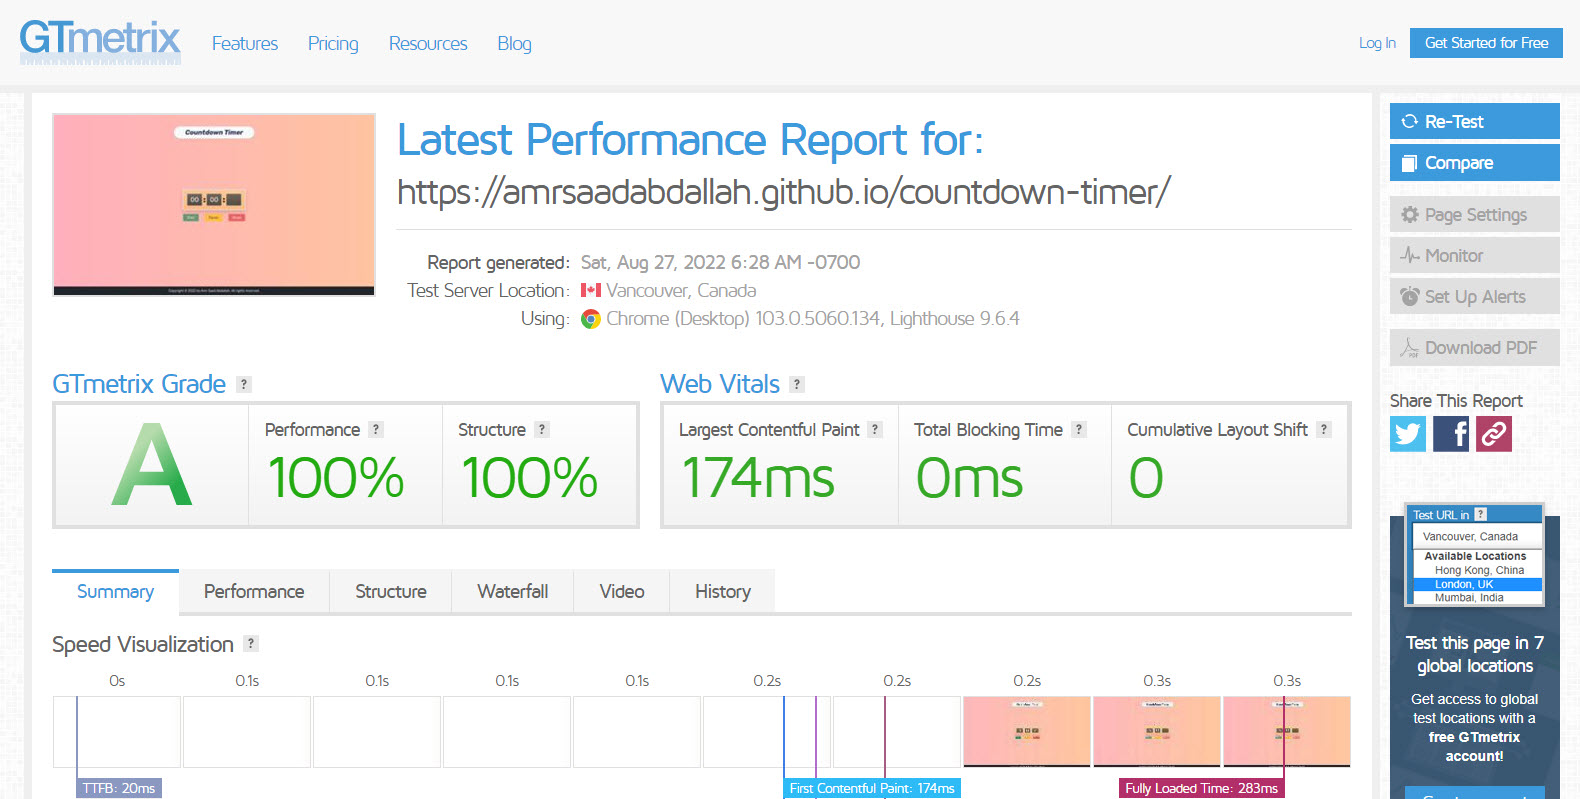 GTmetrix
Features
Pricing
Resources
Blog
Log In
Get Started for Free
Countdown Timer
00 : 00 :
Latest Performance Report for:
https://amrsaadabdallah.github.io/countdown-timer/
Report generated: Sat, Aug 27, 2022 6:28 AM -0700
Test Server Location: Vancouver, Canada
Using: Chrome (Desktop) 103.0.5060.134, Lighthouse 9.6.4
Re-Test
Compare
Page Settings
Monitor
Set Up Alerts
PDF
Download PDF
Share This Report
GTmetrix Grade ?
A
Performance ?
100%
Structure ?
100%
Web Vitals ?
Largest Contentful Paint ?
174ms
Total Blocking Time ?
0ms
Cumulative Layout Shift ?
0
Summary
Performance
Structure
Waterfall
Video
History
Speed Visualization ?
0s
0.1s
0.1s
0.1s
0.1s
0.2s
0.2s
0.2s
0.3s
0.3s
TTFB: 20ms
First Contentful Paint: 174ms
Fully Loaded Time: 283ms
Test URL in ?
Vancouver, Canada
Available Locations
Hong Kong, China
London, UK
Mumbai, India
Test this page in 7
global locations
Get access to global
test locations with a
free GTmetrix
account!